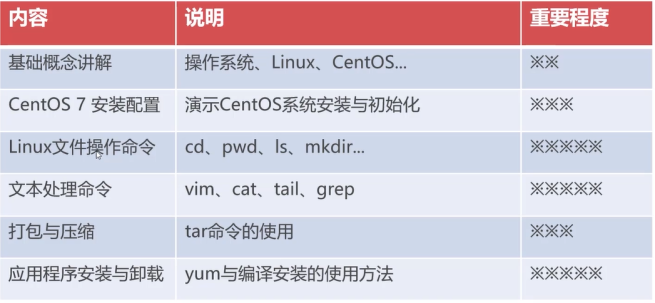 内容 说明 重要程度
基础概念讲解 操作系统、Linux、CentOS... ※※
CentOS 7 安装配置 演示CentOS系统安装与初始化 ※※※
Linux文件操作命令 cd、pwd、ls、mkdir... ※※※※※
文本处理命令 vim、cat、tail、grep ※※※※※
打包与压缩 tar命令的使用 ※※※
应用程序安装与卸载 yum与编译安装的使用方法 ※※※※※